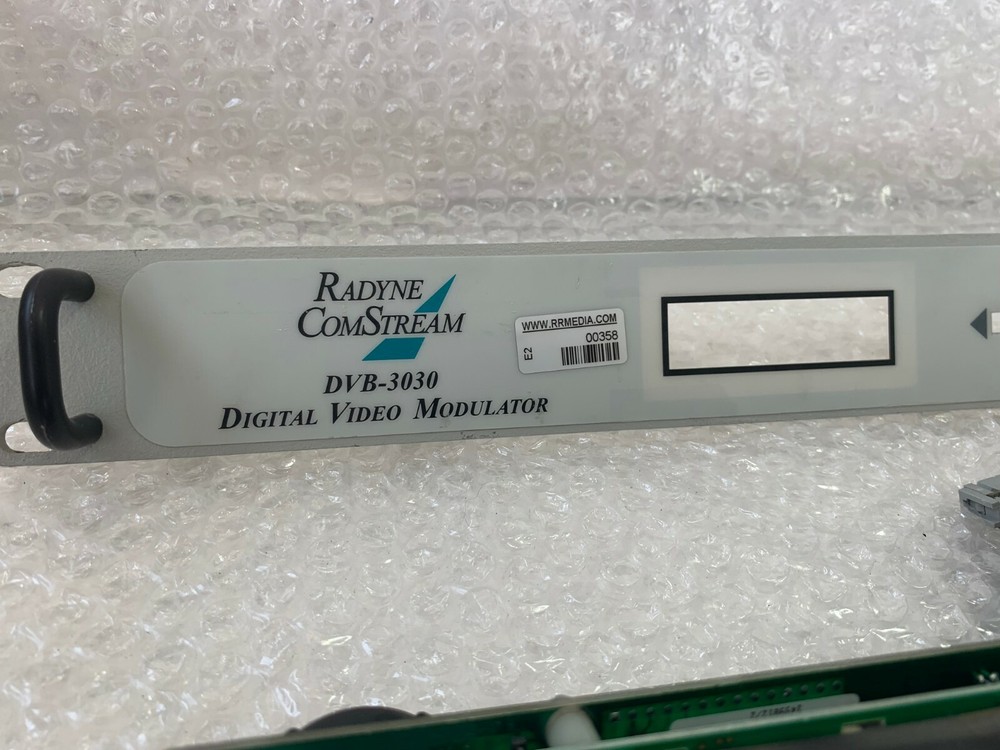 RADYNE
COMSTREAM
DVB-3030
DIGITAL VIDEO MODULATOR
WWW.RRMEDIA.COM
00358
E2